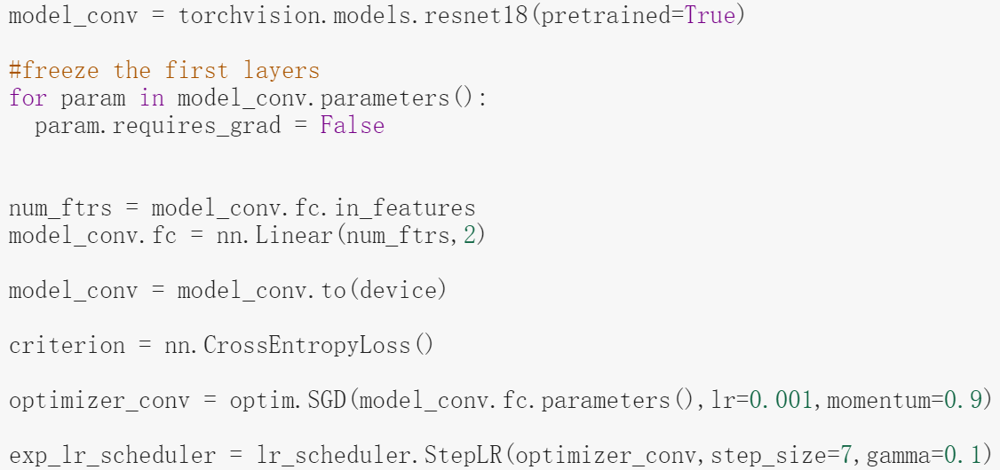 model_conv = torchvision.models.resnet18(pretrained=True)
#freeze the first layers
for param in model_conv.parameters():
  param.requires_grad = False
num_ftrs = model_conv.fc.in_features
model_conv.fc = nn.Linear(num_ftrs,2)
model_conv = model_conv.to(device)
criterion = nn.CrossEntropyLoss()
optimizer_conv = optim.SGD(model_conv.fc.parameters(),lr=0.001,momentum=0.9)
exp_lr_scheduler = lr_scheduler.StepLR(optimizer_conv,step_size=7,gamma=0.1)